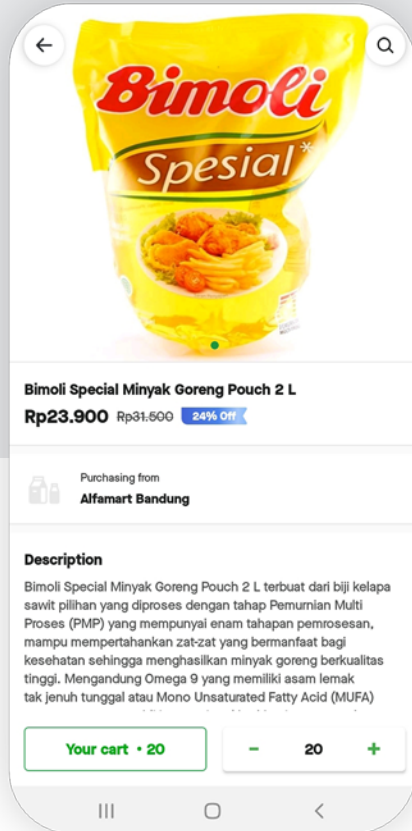 Bimoli
Spesial*
Bimoli Special Minyak Goreng Pouch 2 L
Rp23.900 Rp31.500 24% Off
Purchasing from
Alfamart Bandung
Description
Bimoli Special Minyak Goreng Pouch 2 L terbuat dari biji kelapa
sawit pilihan yang diproses dengan tahap Pemurnian Multi
Proses (PMP) yang mempunyai enam tahapan pemrosesan,
mampu mempertahankan zat-zat yang bermanfaat bagi
kesehatan sehingga menghasilkan minyak goreng berkualitas
tinggi. Mengandung Omega 9 yang memiliki asam lemak
tak jenuh tunggal atau Mono Unsaturated Fatty Acid (MUFA)
Your cart • 20 − 20 +